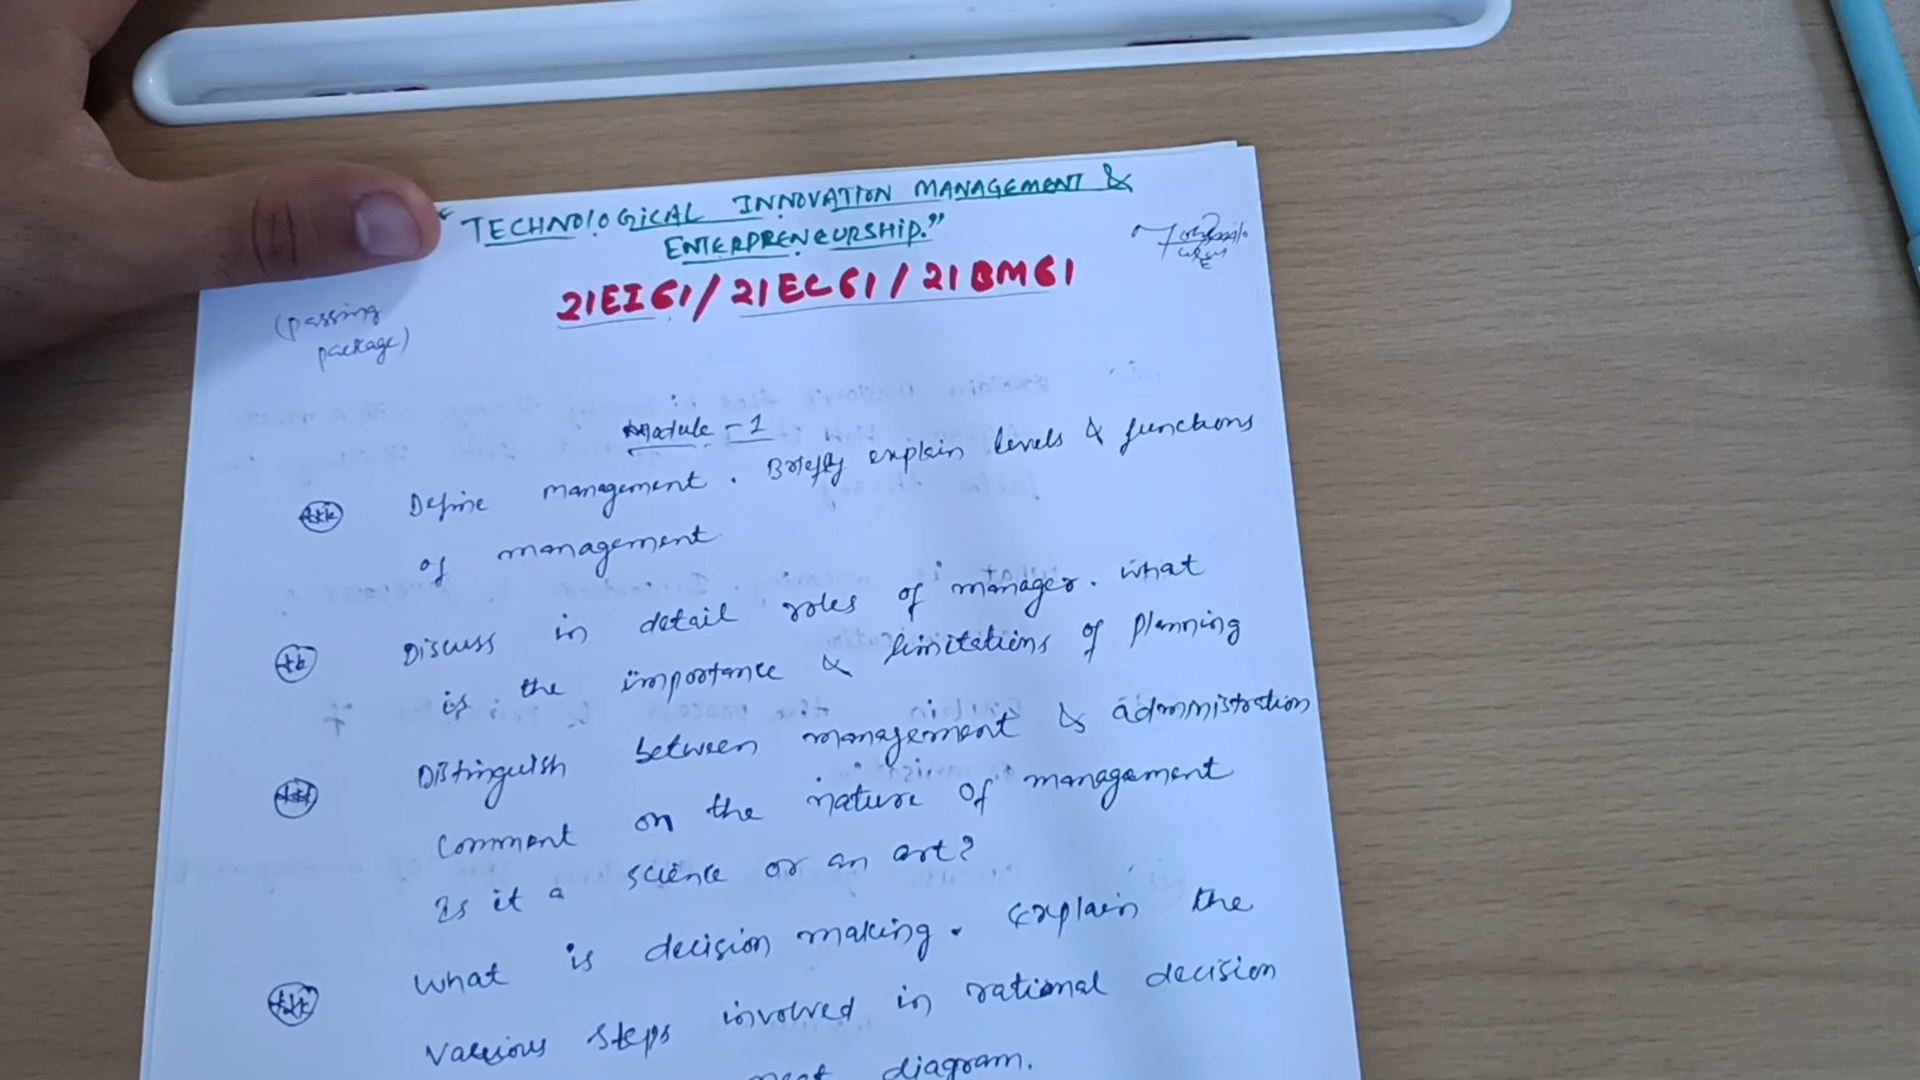 "TECHNOLOGICAL INNOVATION MANAGEMENT &
ENTERPRENEURSHIP."
21EI61/21EC61/21BM61
(passing
package)
Module - 1
Define management. Briefly explain levels & functions
of management.
Discuss in detail roles of manager. what
is the importance & limitations of planning
Distinguish between management & administration
comment on the nature of management
Is it a science or an art?
what is decision making. Explain the
various steps involved in rational decision
neat diagram.